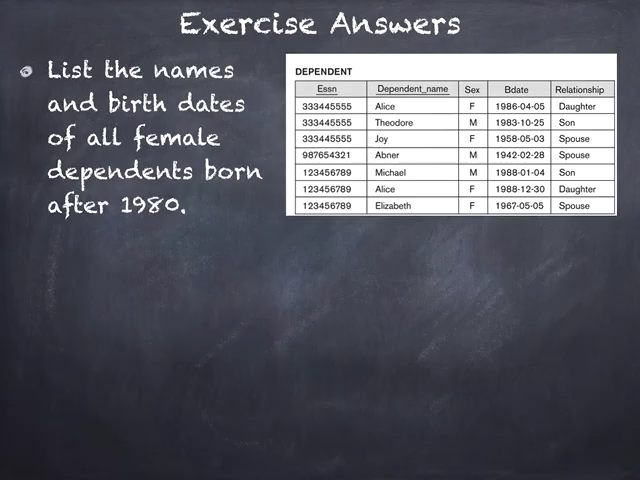 Exercise Answers
List the names
and birth dates
of all female
dependents born
after 1980.
DEPENDENT
Essn Dependent_name Sex Bdate Relationship
333445555 Alice F 1986-04-05 Daughter
333445555 Theodore M 1983-10-25 Son
333445555 Joy F 1958-05-03 Spouse
987654321 Abner M 1942-02-28 Spouse
123456789 Michael M 1988-01-04 Son
123456789 Alice F 1988-12-30 Daughter
123456789 Elizabeth F 1967-05-05 Spouse